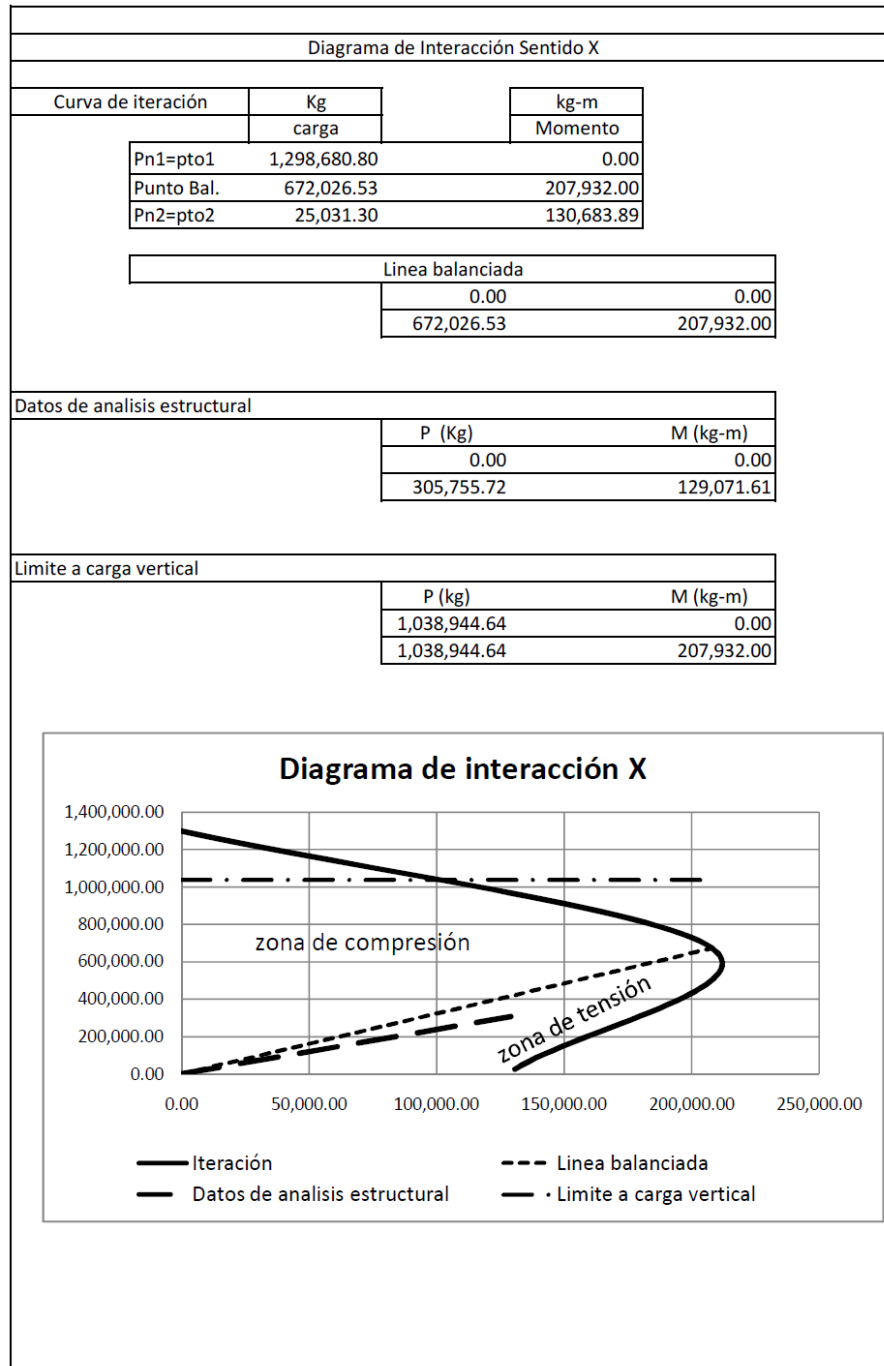 Diagrama de Interacción Sentido X
Curva de iteración Kg kg-m
carga Momento
Pn1=pto1 1,298,680.80 0.00
Punto Bal. 672,026.53 207,932.00
Pn2=pto2 25,031.30 130,683.89
Linea balanciada
0.00 0.00
672,026.53 207,932.00
Datos de analisis estructural
P (Kg) M (kg-m)
0.00 0.00
305,755.72 129,071.61
Limite a carga vertical
P (kg) M (kg-m)
1,038,944.64 0.00
1,038,944.64 207,932.00
Diagrama de interacción X
1,400,000.00
1,200,000.00
1,000,000.00
800,000.00
600,000.00
400,000.00
200,000.00
0.00
zona de compresión
zona de tensión
0.00 50,000.00 100,000.00 150,000.00 200,000.00 250,000.00
Iteración Linea balanciada
Datos de analisis estructural Limite a carga vertical